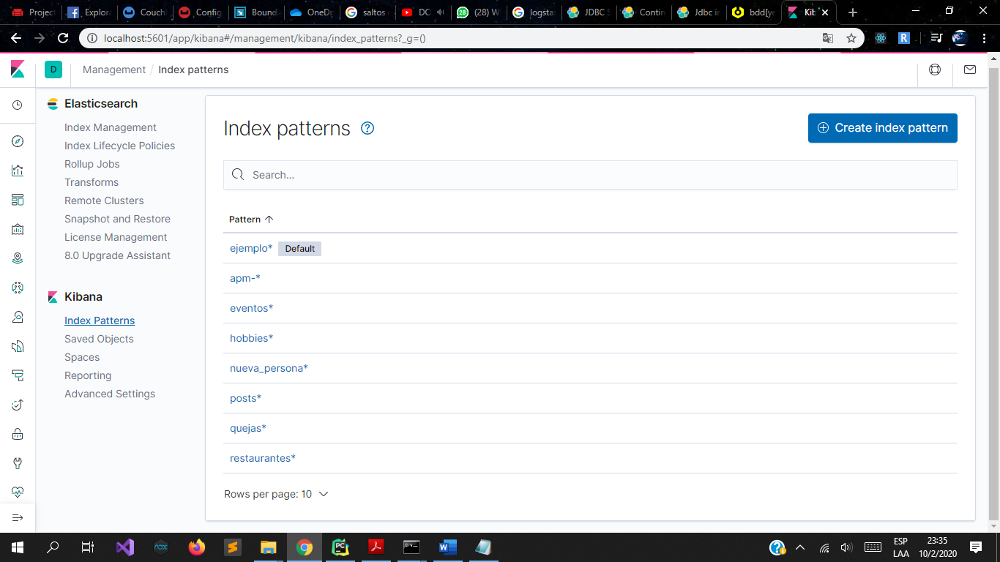 Project
Explora
Couch
Config
Bound
OneDr
saltos
DC
(28) W
logsta
JDBC S
Contin
Jdbc in
bdd[ye
Kib
localhost:5601/app/kibana#/management/kibana/index_patterns?_g=()
D
Management / Index patterns
Elasticsearch
Index Management
Index Lifecycle Policies
Rollup Jobs
Transforms
Remote Clusters
Snapshot and Restore
License Management
8.0 Upgrade Assistant
Kibana
Index Patterns
Saved Objects
Spaces
Reporting
Advanced Settings
Index patterns
Create index pattern
Search...
Pattern
ejemplo* Default
apm-*
eventos*
hobbies*
nueva_persona*
posts*
quejas*
restaurantes*
Rows per page: 10
ESP
LAA
23:35
10/2/2020